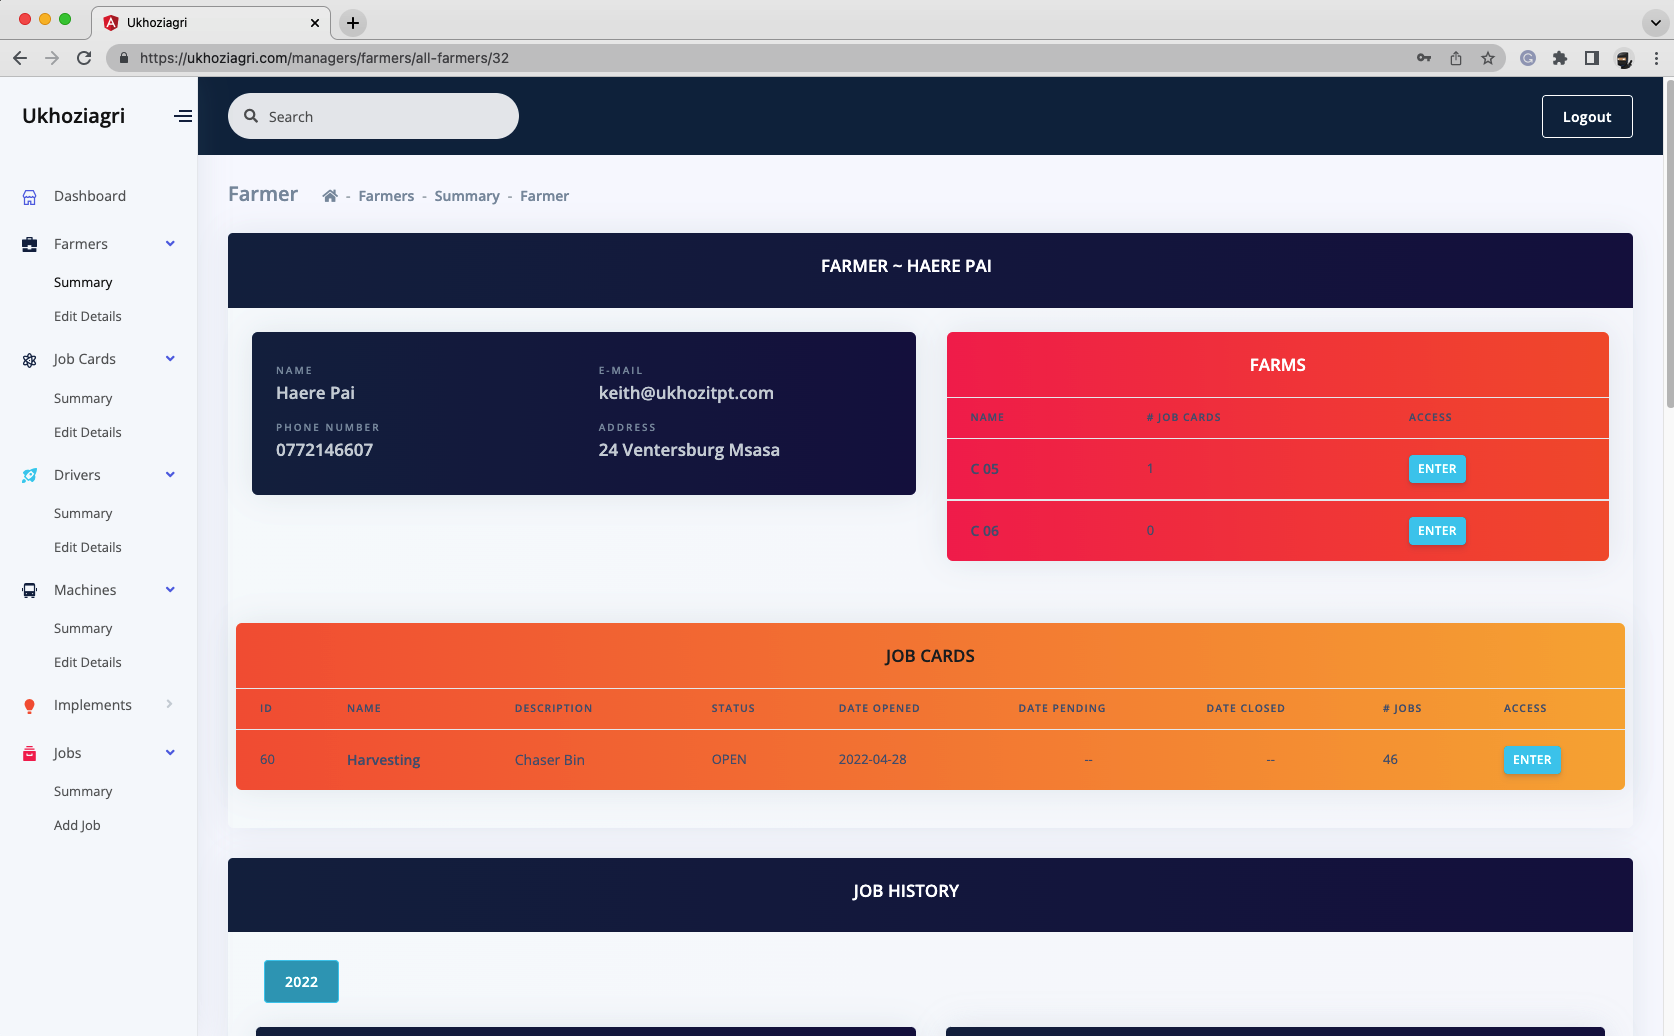 Ukhoziagri
https://ukhoziagri.com/managers/farmers/all-farmers/32
Ukhoziagri
Search
Logout
Dashboard
Farmers
Summary
Edit Details
Job Cards
Summary
Edit Details
Drivers
Summary
Edit Details
Machines
Summary
Edit Details
Implements
Jobs
Summary
Add Job
Farmer - Farmers - Summary - Farmer
FARMER ~ HAERE PAI
NAME
Haere Pai
E-MAIL
keith@ukhozitpt.com
PHONE NUMBER
0772146607
ADDRESS
24 Ventersburg Msasa
FARMS
NAME # JOB CARDS ACCESS
C 05 1 ENTER
C 06 0 ENTER
JOB CARDS
ID NAME DESCRIPTION STATUS DATE OPENED DATE PENDING DATE CLOSED # JOBS ACCESS
60 Harvesting Chaser Bin OPEN 2022-04-28 -- -- 46 ENTER
JOB HISTORY
2022